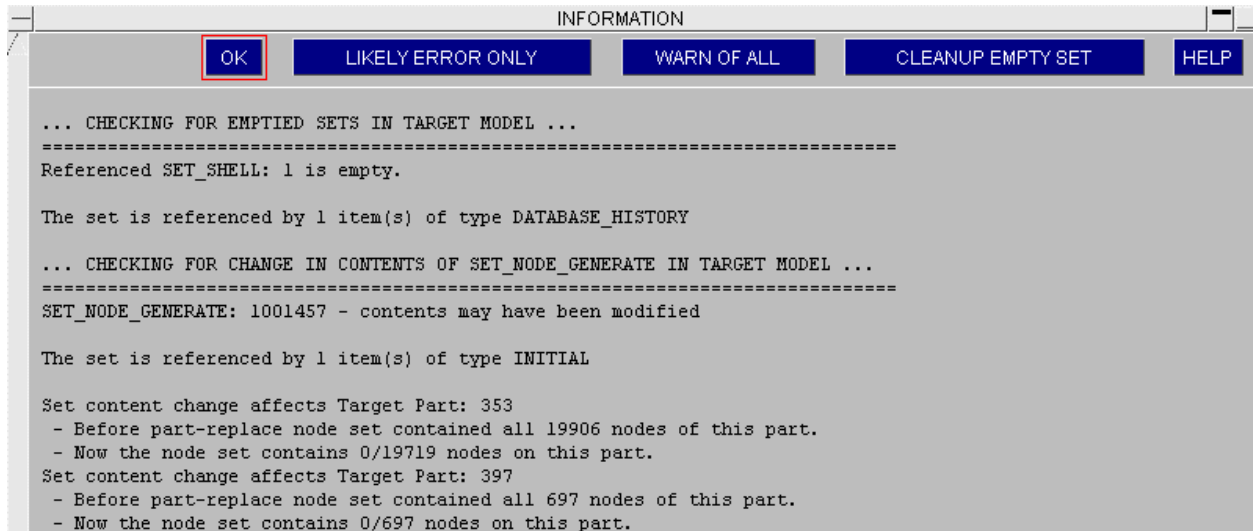 INFORMATION
OK LIKELY ERROR ONLY WARN OF ALL CLEANUP EMPTY SET HELP
... CHECKING FOR EMPTIED SETS IN TARGET MODEL ...
==============================================================================
Referenced SET_SHELL: 1 is empty.
The set is referenced by 1 item(s) of type DATABASE_HISTORY
... CHECKING FOR CHANGE IN CONTENTS OF SET_NODE_GENERATE IN TARGET MODEL ...
==============================================================================
SET_NODE_GENERATE: 1001457 - contents may have been modified
The set is referenced by 1 item(s) of type INITIAL
Set content change affects Target Part: 353
- Before part-replace node set contained all 19906 nodes of this part.
- Now the node set contains 0/19719 nodes on this part.
Set content change affects Target Part: 397
- Before part-replace node set contained all 697 nodes of this part.
- Now the node set contains 0/697 nodes on this part.